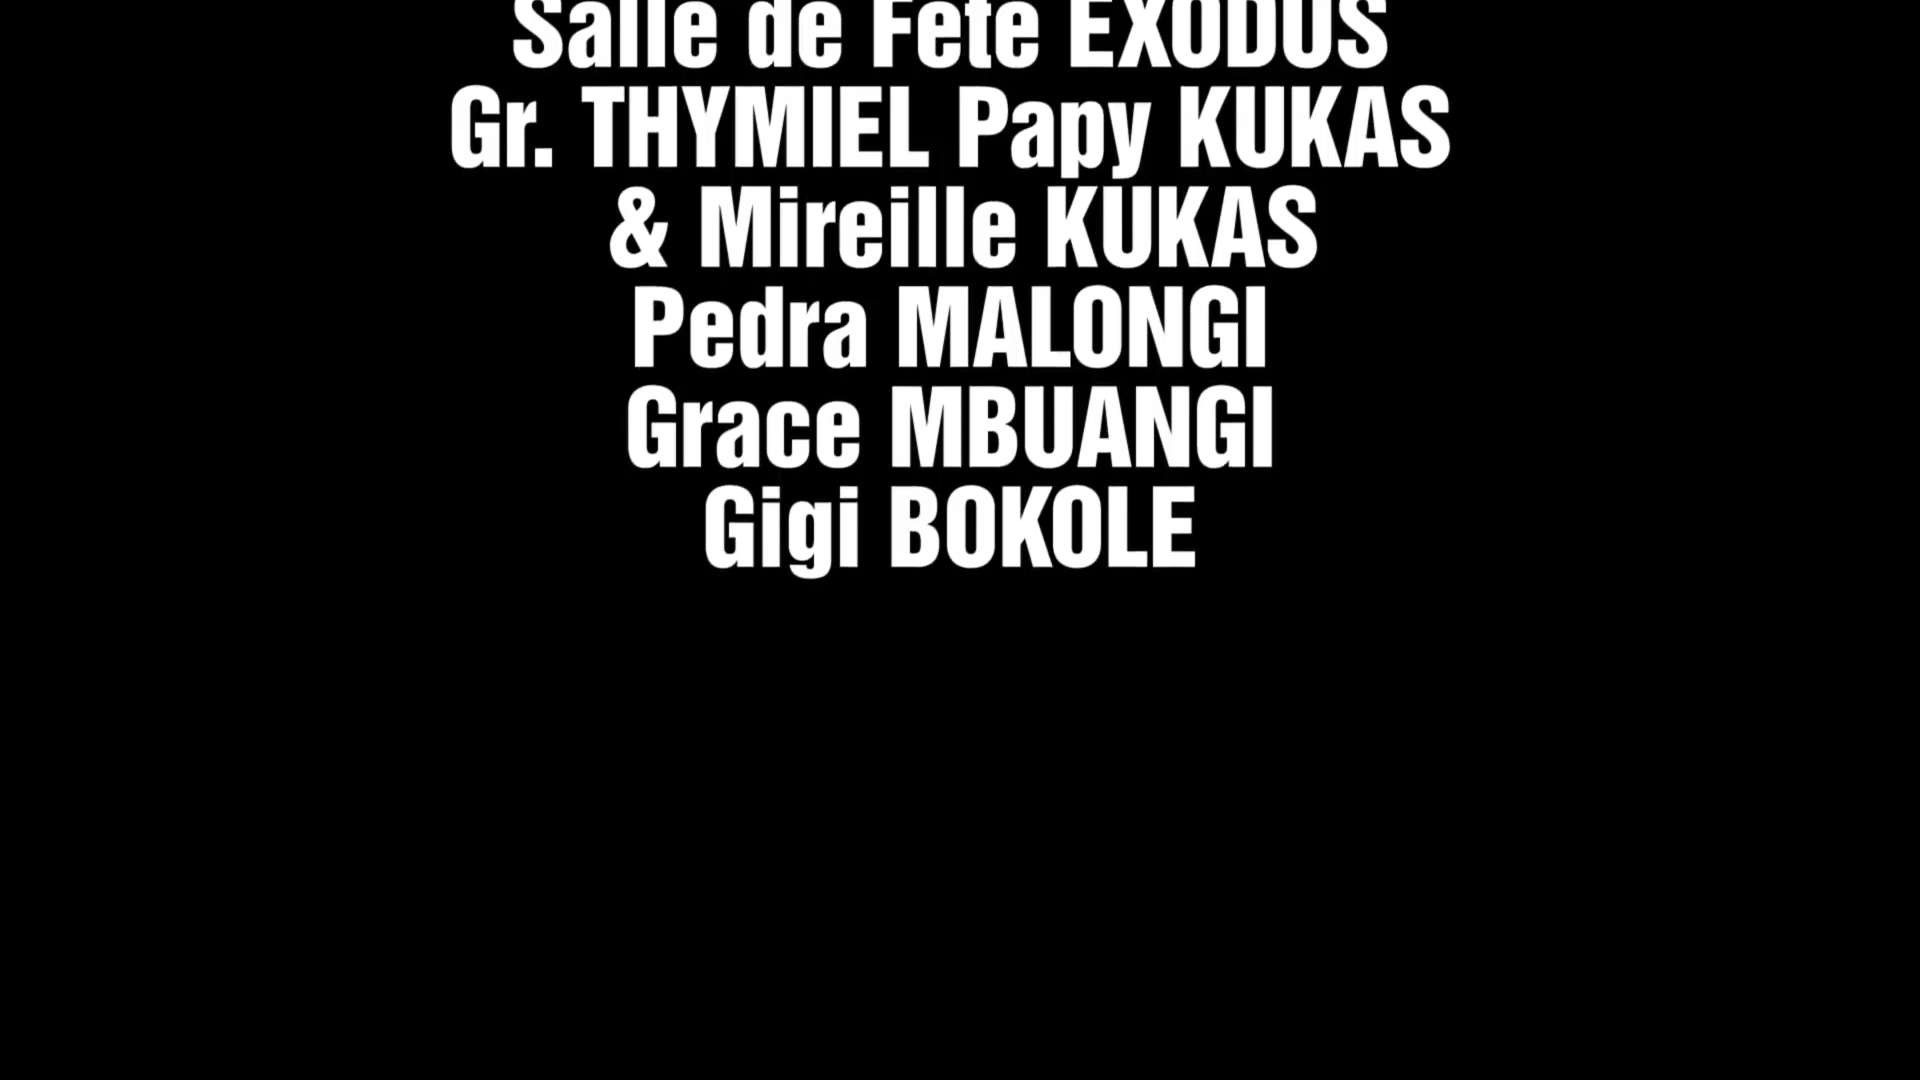 Salle de Fete EXODUS
Gr. THYMIEL Papy KUKAS
& Mireille KUKAS
Pedra MALONGI
Grace MBUANGI
Gigi BOKOLE